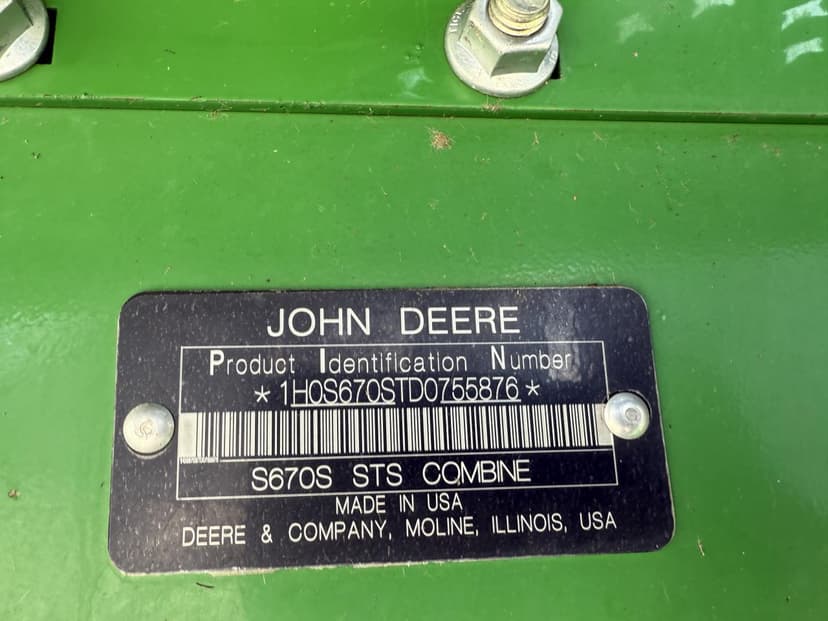 JOHN DEERE
Product Identification Number
*1H0S670STD0755876*
S670S STS COMBINE
MADE IN USA
DEERE & COMPANY, MOLINE, ILLINOIS, USA